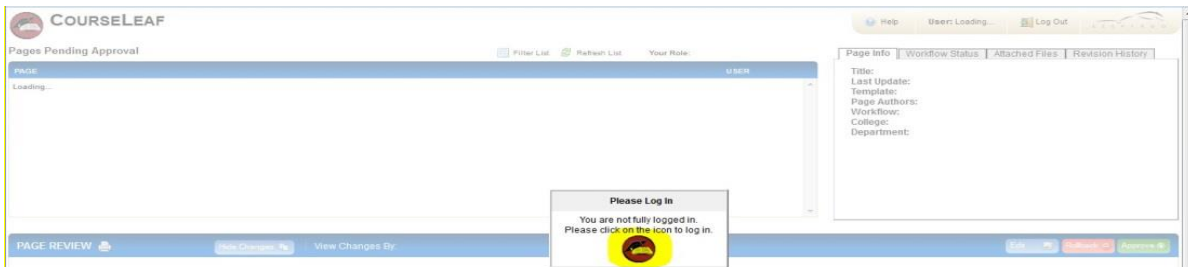 COURSELEAF
Help User: Loading... Log Out
Pages Pending Approval Filter List Refresh List Your Role:
Page Info Workflow Status Attached Files Revision History
PAGE USER
Loading...
Title:
Last Update:
Template:
Page Authors:
Workflow:
College:
Department:
Please Log In
You are not fully logged in.
Please click on the icon to log in.
PAGE REVIEW Hide Changes View Changes By: Edit Rollback Approve